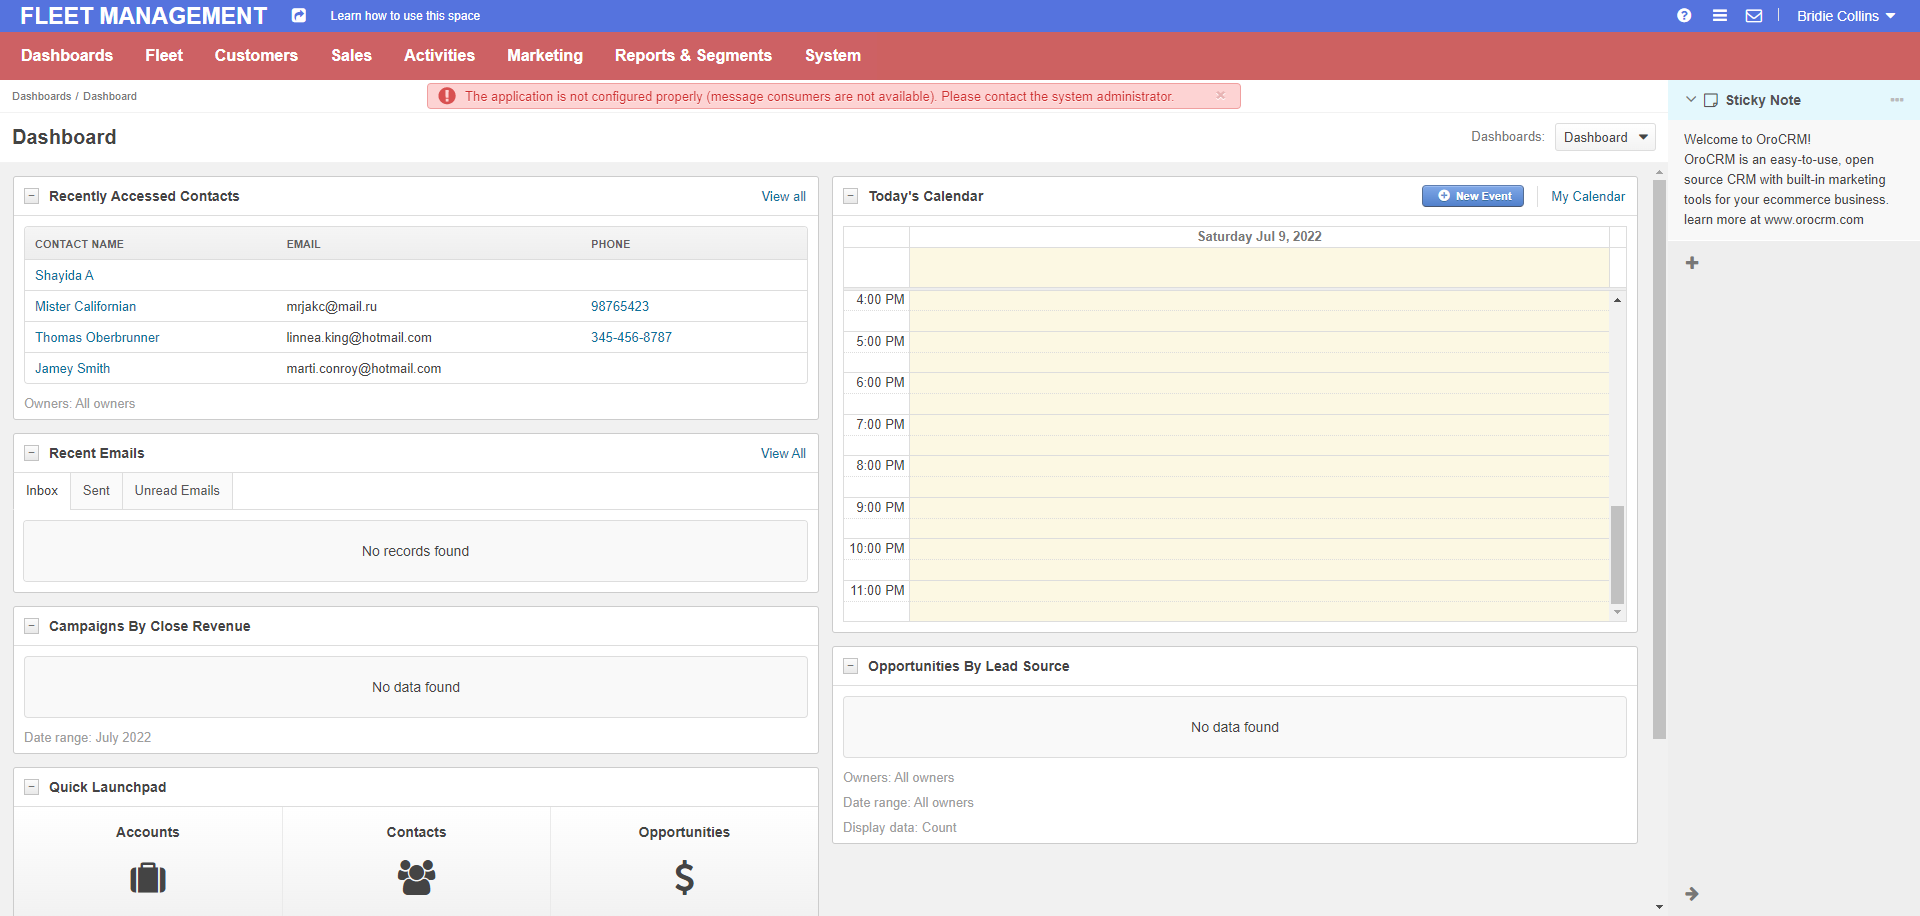 FLEET MANAGEMENT
Learn how to use this space
Bridie Collins
Dashboards
Fleet
Customers
Sales
Activities
Marketing
Reports & Segments
System
Dashboards / Dashboard
The application is not configured properly (message consumers are not available). Please contact the system administrator.
×
Dashboard
Dashboards:
Dashboard
Recently Accessed Contacts
View all
CONTACT NAME EMAIL PHONE
Shayida A
Mister Californian mrjakc@mail.ru 98765423
Thomas Oberbrunner linnea.king@hotmail.com 345-456-8787
Jamey Smith marti.conroy@hotmail.com
Owners: All owners
Recent Emails
View All
Inbox
Sent
Unread Emails
No records found
Campaigns By Close Revenue
No data found
Date range: July 2022
Quick Launchpad
Accounts
Contacts
Opportunities
Today's Calendar
New Event
My Calendar
Saturday Jul 9, 2022
4:00 PM
5:00 PM
6:00 PM
7:00 PM
8:00 PM
9:00 PM
10:00 PM
11:00 PM
Opportunities By Lead Source
No data found
Owners: All owners
Date range: All owners
Display data: Count
Sticky Note
Welcome to OroCRM!
OroCRM is an easy-to-use, open
source CRM with built-in marketing
tools for your ecommerce business.
learn more at www.orocrm.com